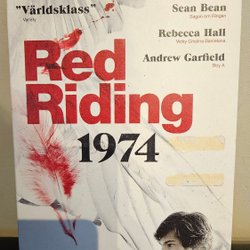 "Världsklass"
Variety
Sean Bean
Sagan om Ringen
Rebecca Hall
Vicky Cristina Barcelona
Andrew Garfield
Boy A
Red
Riding
1974